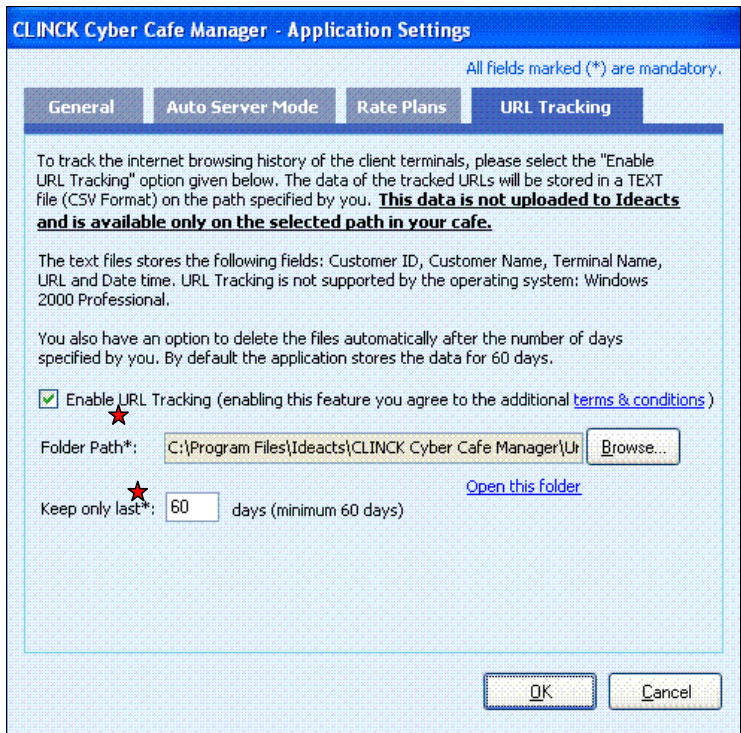 CLINCK Cyber Cafe Manager - Application Settings
All fields marked (*) are mandatory.
General Auto Server Mode Rate Plans URL Tracking
To track the internet browsing history of the client terminals, please select the "Enable
URL Tracking" option given below. The data of the tracked URLs will be stored in a TEXT
file (CSV Format) on the path specified by you. This data is not uploaded to Ideacts
and is available only on the selected path in your cafe.
The text files stores the following fields: Customer ID, Customer Name, Terminal Name,
URL and Date time. URL Tracking is not supported by the operating system: Windows
2000 Professional.
You also have an option to delete the files automatically after the number of days
specified by you. By default the application stores the data for 60 days.
Enable URL Tracking (enabling this feature you agree to the additional terms & conditions )
Folder Path*: C:\Program Files\Ideacts\CLINCK Cyber Cafe Manager\Ur Browse...
Open this folder
Keep only last*: 60 days (minimum 60 days)
OK Cancel